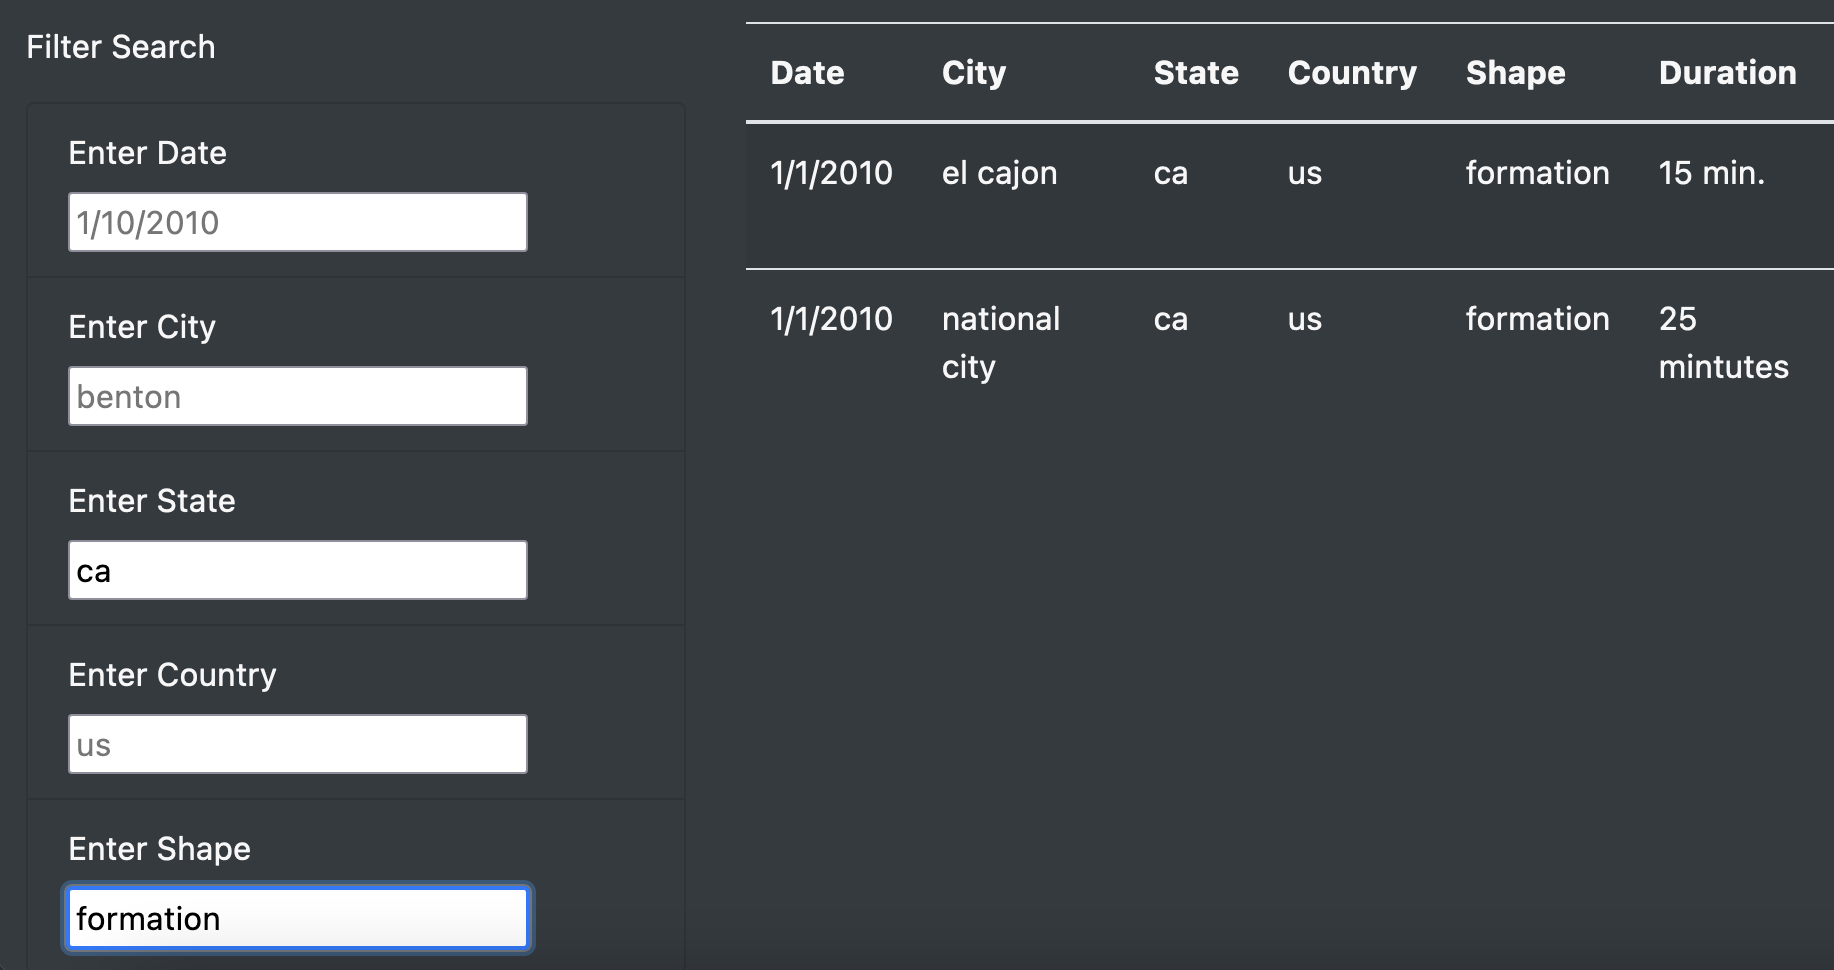 Filter Search
Enter Date
1/10/2010
Enter City
benton
Enter State
ca
Enter Country
us
Enter Shape
formation
Date City State Country Shape Duration
1/1/2010 el cajon ca us formation 15 min.
1/1/2010 national ca us formation 25
city mintutes